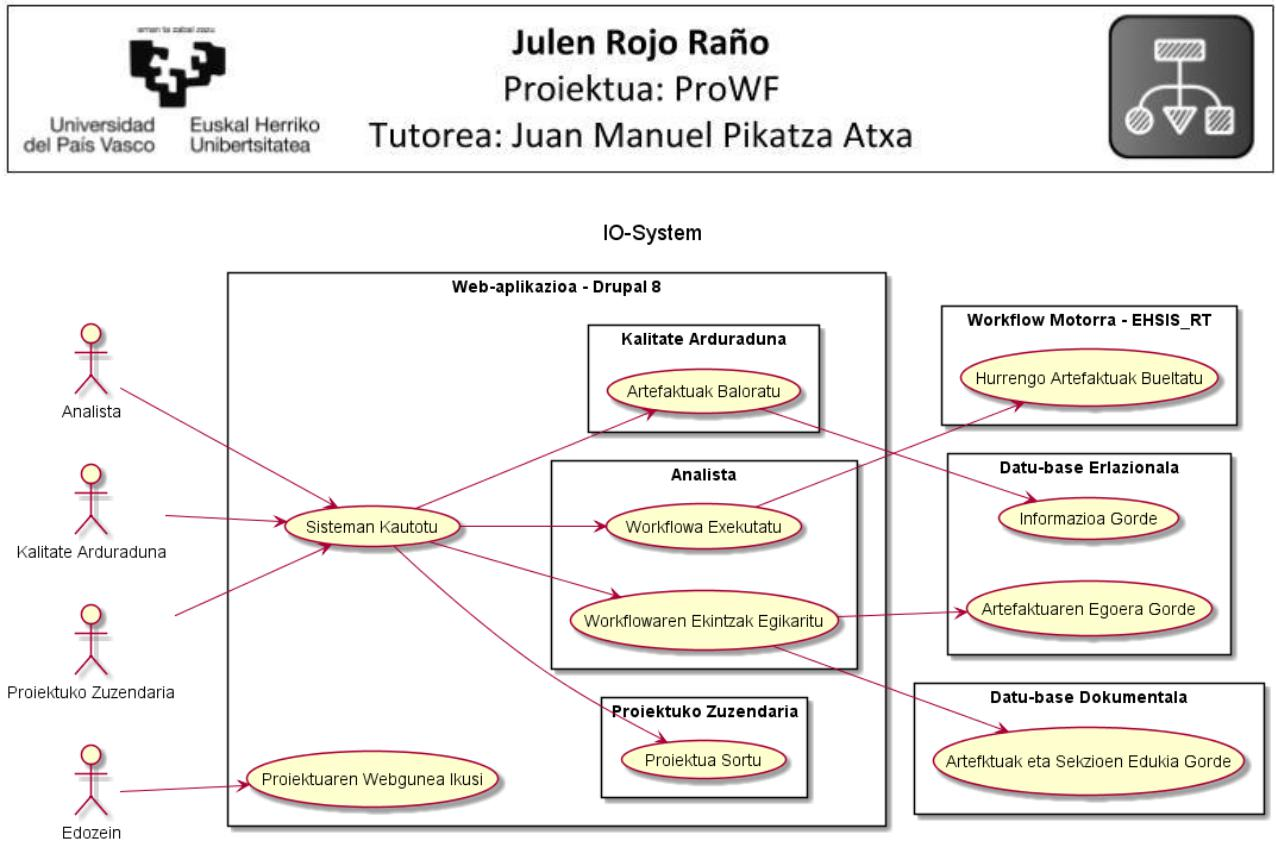 eman ta zabal zazu
Universidad
del País Vasco
Euskal Herriko
Unibertsitatea
Julen Rojo Raño
Proiektua: ProWF
Tutorea: Juan Manuel Pikatza Atxa
IO-System
Web-aplikazioa - Drupal 8
Analista
Kalitate Arduraduna
Proiektuko Zuzendaria
Edozein
Sisteman Kautotu
Proiektuaren Webgunea Ikusi
Kalitate Arduraduna
Artefaktuak Baloratu
Analista
Workflowa Exekutatu
Workflowaren Ekintzak Egikaritu
Proiektuko Zuzendaria
Proiektua Sortu
Workflow Motorra - EHSIS_RT
Hurrengo Artefaktuak Bueltatu
Datu-base Erlazionala
Informazioa Gorde
Artefaktuaren Egoera Gorde
Datu-base Dokumentala
Artefktuak eta Sekzioen Edukia Gorde